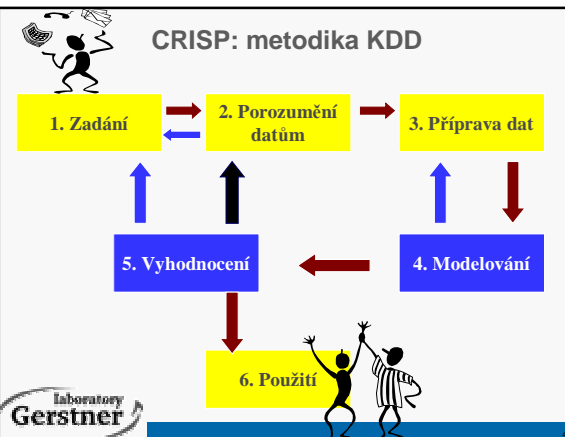 CRISP: metodika KDD
1. Zadání
2. Porozumění
datům
3. Příprava dat
5. Vyhodnocení
4. Modelování
6. Použití
laboratory
Gerstner